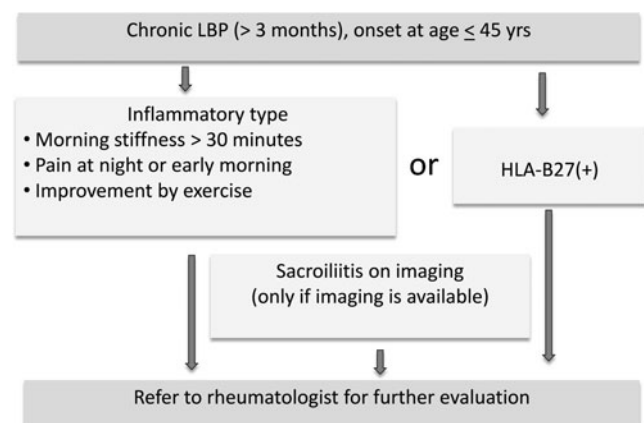 Chronic LBP (> 3 months), onset at age ≤ 45 yrs
Inflammatory type
• Morning stiffness > 30 minutes
• Pain at night or early morning
• Improvement by exercise
or
HLA-B27(+)
Sacroiliitis on imaging
(only if imaging is available)
Refer to rheumatologist for further evaluation